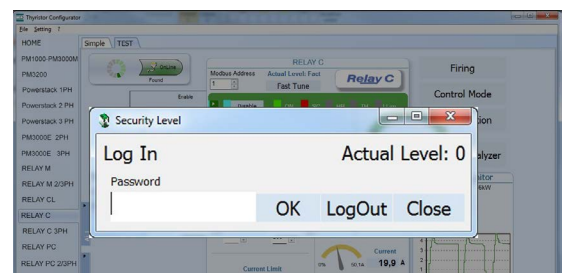 Thyristor Configurator
File Setting ?
HOME
PM1000-PM3000M
PM3200
Powerstack 1PH
Powerstack 2 PH
Powerstack 3 PH
PM3000E 2PH
PM3000E 3PH
RELAY M
RELAY M 2/3PH
RELAY CL
RELAY C
RELAY C 3PH
RELAY PC
RELAY PC 2/3PH
Simple TEST
OnLine
Found
Enable
RELAY C
Modbus Address
1
Actual Level: Fact
Fast Tune
Relay C
Disable
Firing
Control Mode
Security Level
Log In
Actual Level: 0
Password
OK LogOut Close
Current Limit
Current
19,9 A